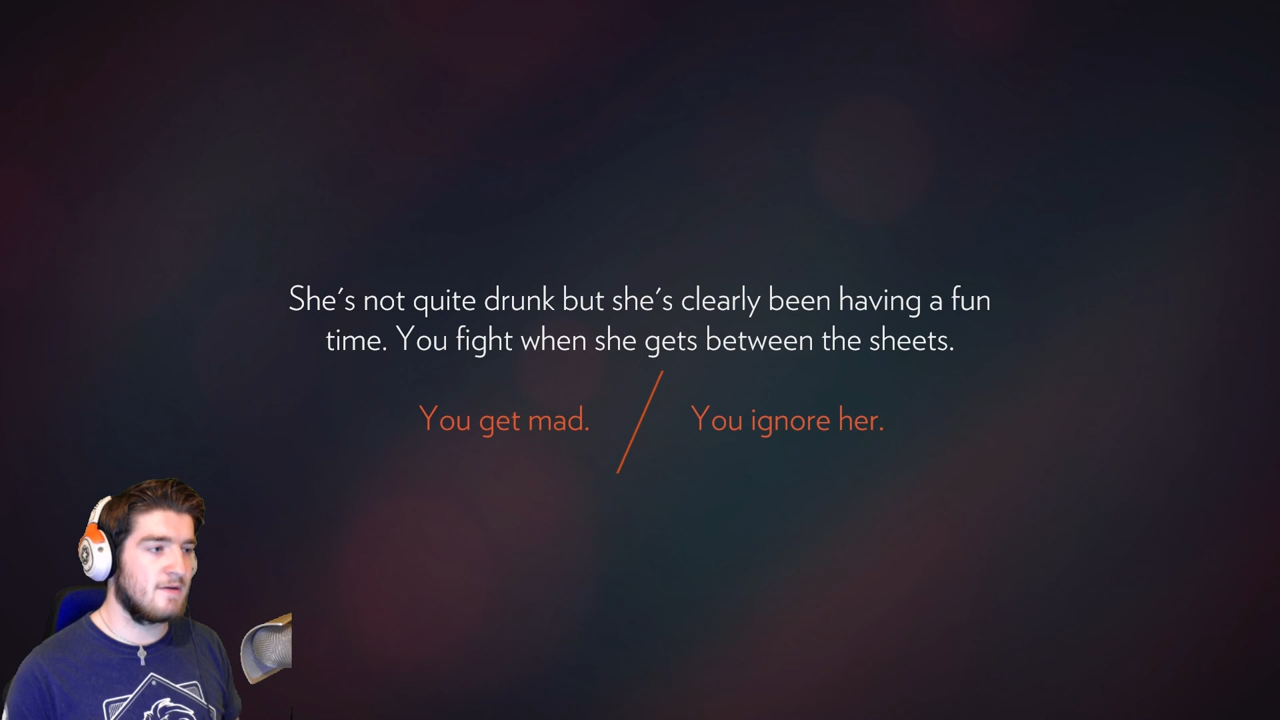 She's not quite drunk but she's clearly been having a fun
time. You fight when she gets between the sheets.
You get mad. / You ignore her.